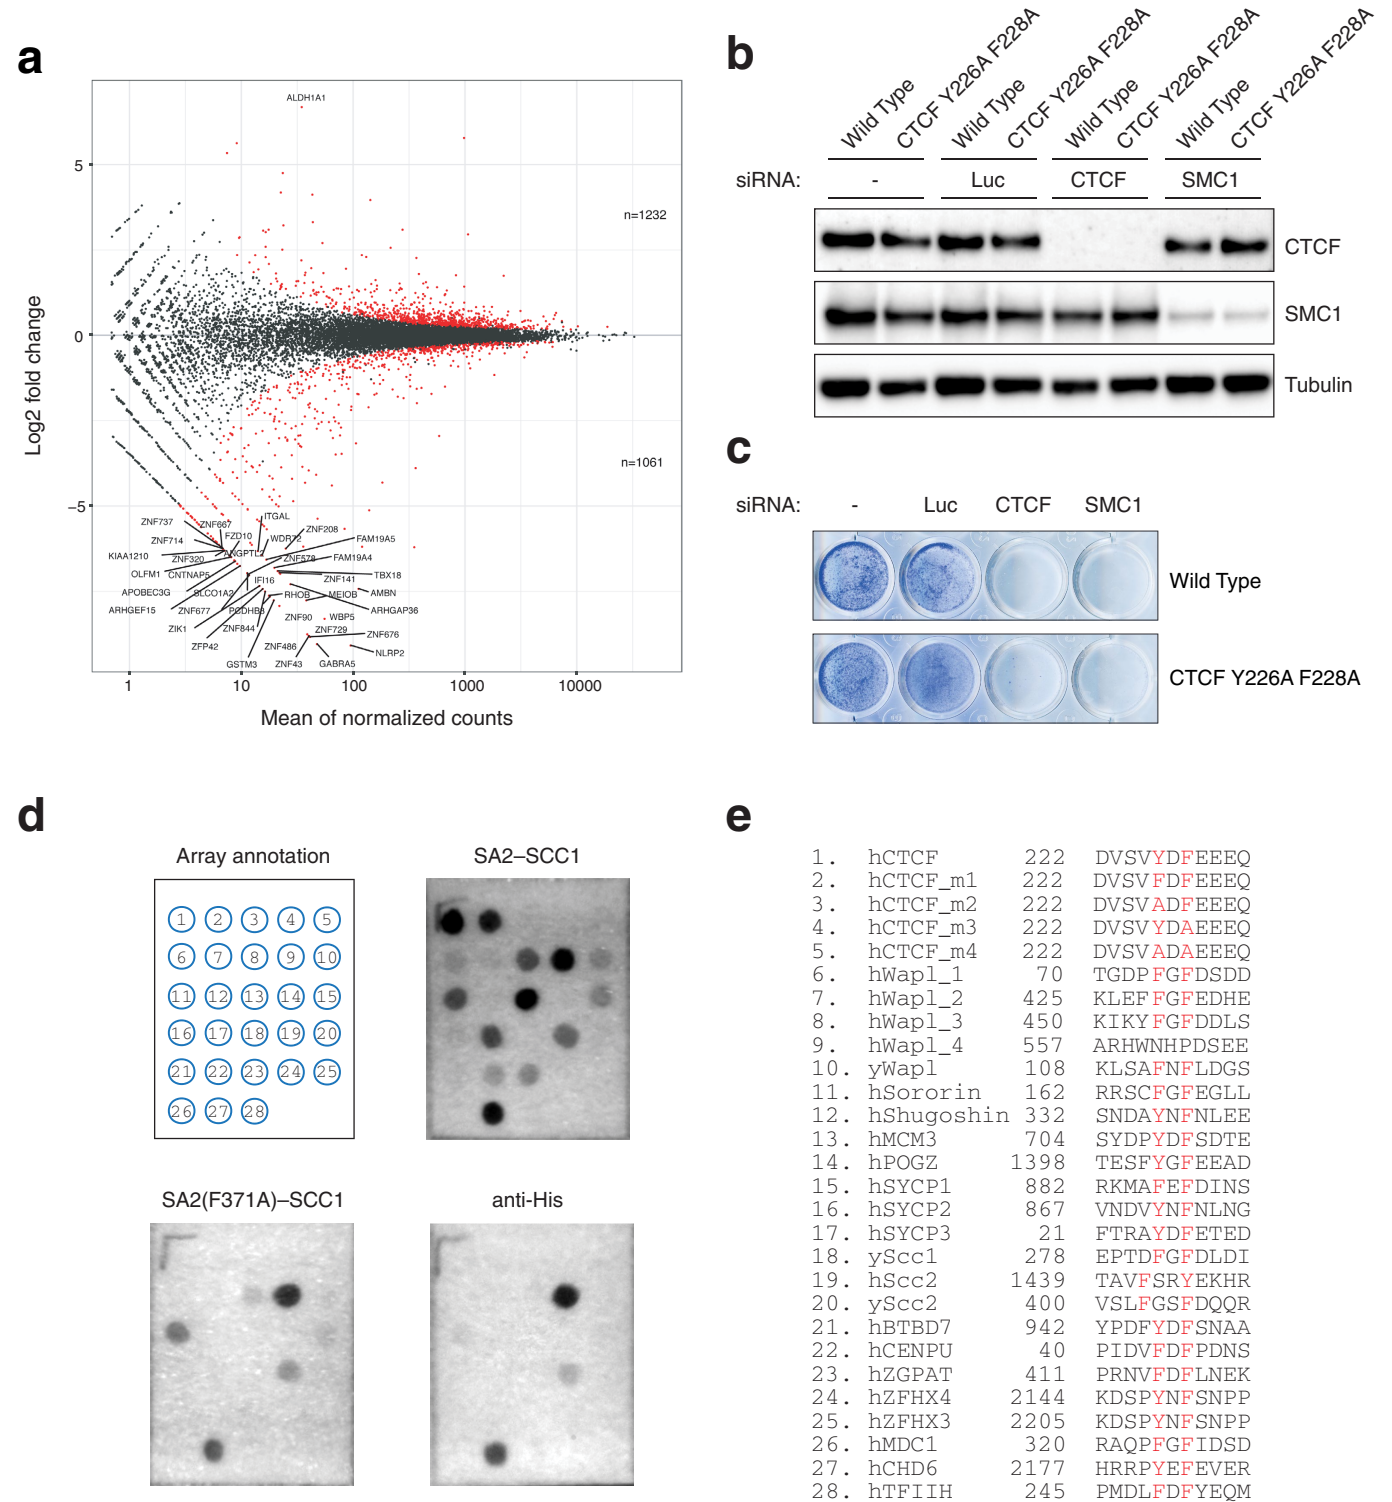 a
ALDH1A1
5
n=1232
0
Log2 fold change
n=1061
−5
ZNF737
ZNF667
ITGAL
ZNF208
ZNF714
FZD10
WDR72
FAM19A5
KIAA1210
ZNF320
ANGPTL2
ZNF578
FAM19A4
OLFM1
CNTNAP5
IFI16
ZNF141
TBX18
APOBEC3G
SLCO1A2
RHOB
MEIOB
AMBN
ARHGEF15
ZNF677
PCDHB3
ZNF90
WBP5
ARHGAP36
ZIK1
ZNF844
ZNF729
ZNF676
ZFP42
ZNF486
NLRP2
GSTM3
ZNF43
GABRA5
1
10
100
1000
10000
Mean of normalized counts
b
Wild Type
CTCF Y226A F228A
Wild Type
CTCF Y226A F228A
Wild Type
CTCF Y226A F228A
Wild Type
CTCF Y226A F228A
siRNA: - Luc CTCF SMC1
CTCF
SMC1
Tubulin
c
siRNA: - Luc CTCF SMC1
Wild Type
CTCF Y226A F228A
d
Array annotation
1 2 3 4 5
6 7 8 9 10
11 12 13 14 15
16 17 18 19 20
21 22 23 24 25
26 27 28
SA2–SCC1
SA2(F371A)–SCC1
anti-His
e
1. hCTCF 222 DVSVYDFEEEQ
2. hCTCF_m1 222 DVSVFDFEEEQ
3. hCTCF_m2 222 DVSVADFEEEQ
4. hCTCF_m3 222 DVSVYDAEEEQ
5. hCTCF_m4 222 DVSVADAEEEQ
6. hWapl_1 70 TGDPFGFDSDD
7. hWapl_2 425 KLEFFGFEDHE
8. hWapl_3 450 KIKYFGFDDLS
9. hWapl_4 557 ARHWNHPDSEE
10. yWapl 108 KLSAFNFLDGS
11. hSororin 162 RRSCFGFEGLL
12. hShugoshin 332 SNDAYNFNLEE
13. hMCM3 704 SYDPYDFSDTE
14. hPOGZ 1398 TESFYGFEEAD
15. hSYCP1 882 RKMAFEFDINS
16. hSYCP2 867 VNDVYNFNLNG
17. hSYCP3 21 FTRAYDFETED
18. yScc1 278 EPTDFGFDLDI
19. hScc2 1439 TAVFSRYEKHR
20. yScc2 400 VSLFGSFDQQR
21. hBTBD7 942 YPDFYDFSNAA
22. hCENPU 40 PIDVFDFPDNS
23. hZGPAT 411 PRNVFDFLNEK
24. hZFHX4 2144 KDSPYNFSNPP
25. hZFHX3 2205 KDSPYNFSNPP
26. hMDC1 320 RAQPFGFIDSD
27. hCHD6 2177 HRRPYEFEVER
28. hTFIIH 245 PMDLFDFYEQM